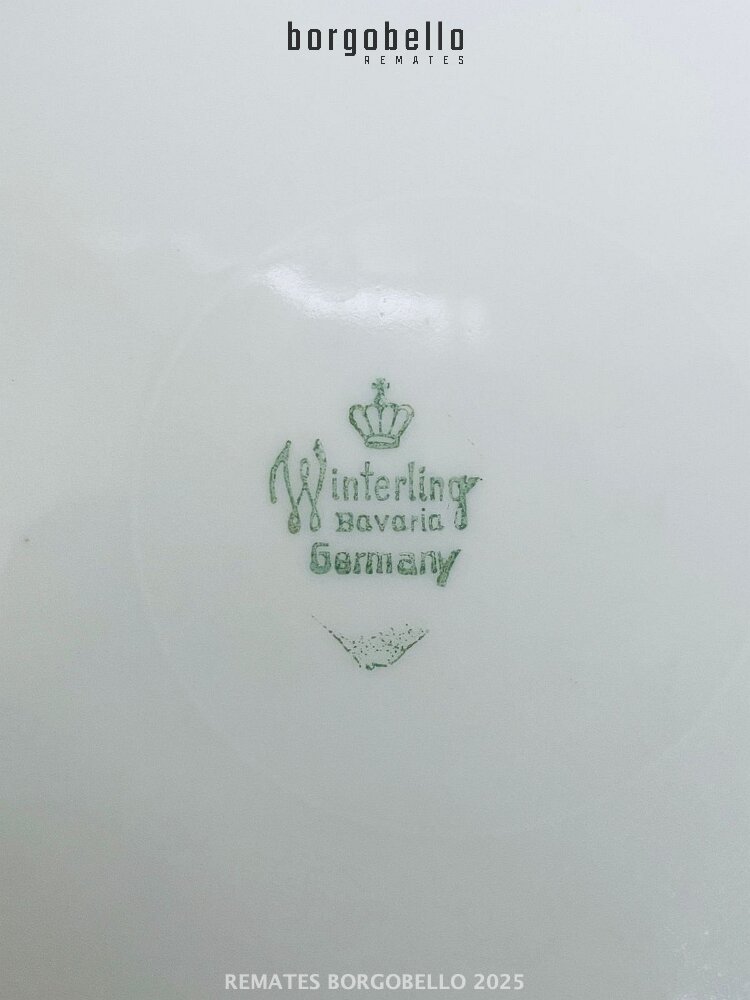 borgobello
REMATES
Winterling
Bavaria
Germany
REMATES BORGOBELLO 2025